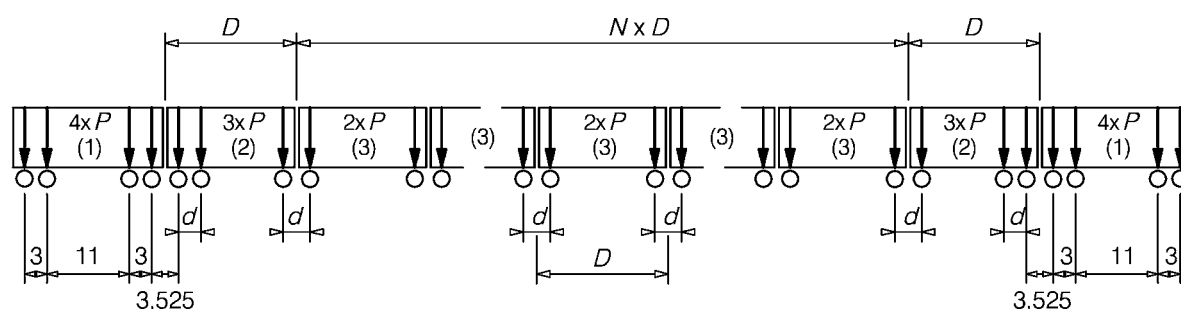 D N x D D
4x P 3x P 2x P 2x P 2x P 3x P 4x P
(1) (2) (3) (3) (3) (3) (3) (2) (1)
d d d d d d
3 11 3 D 3 11 3
3,525 3,525